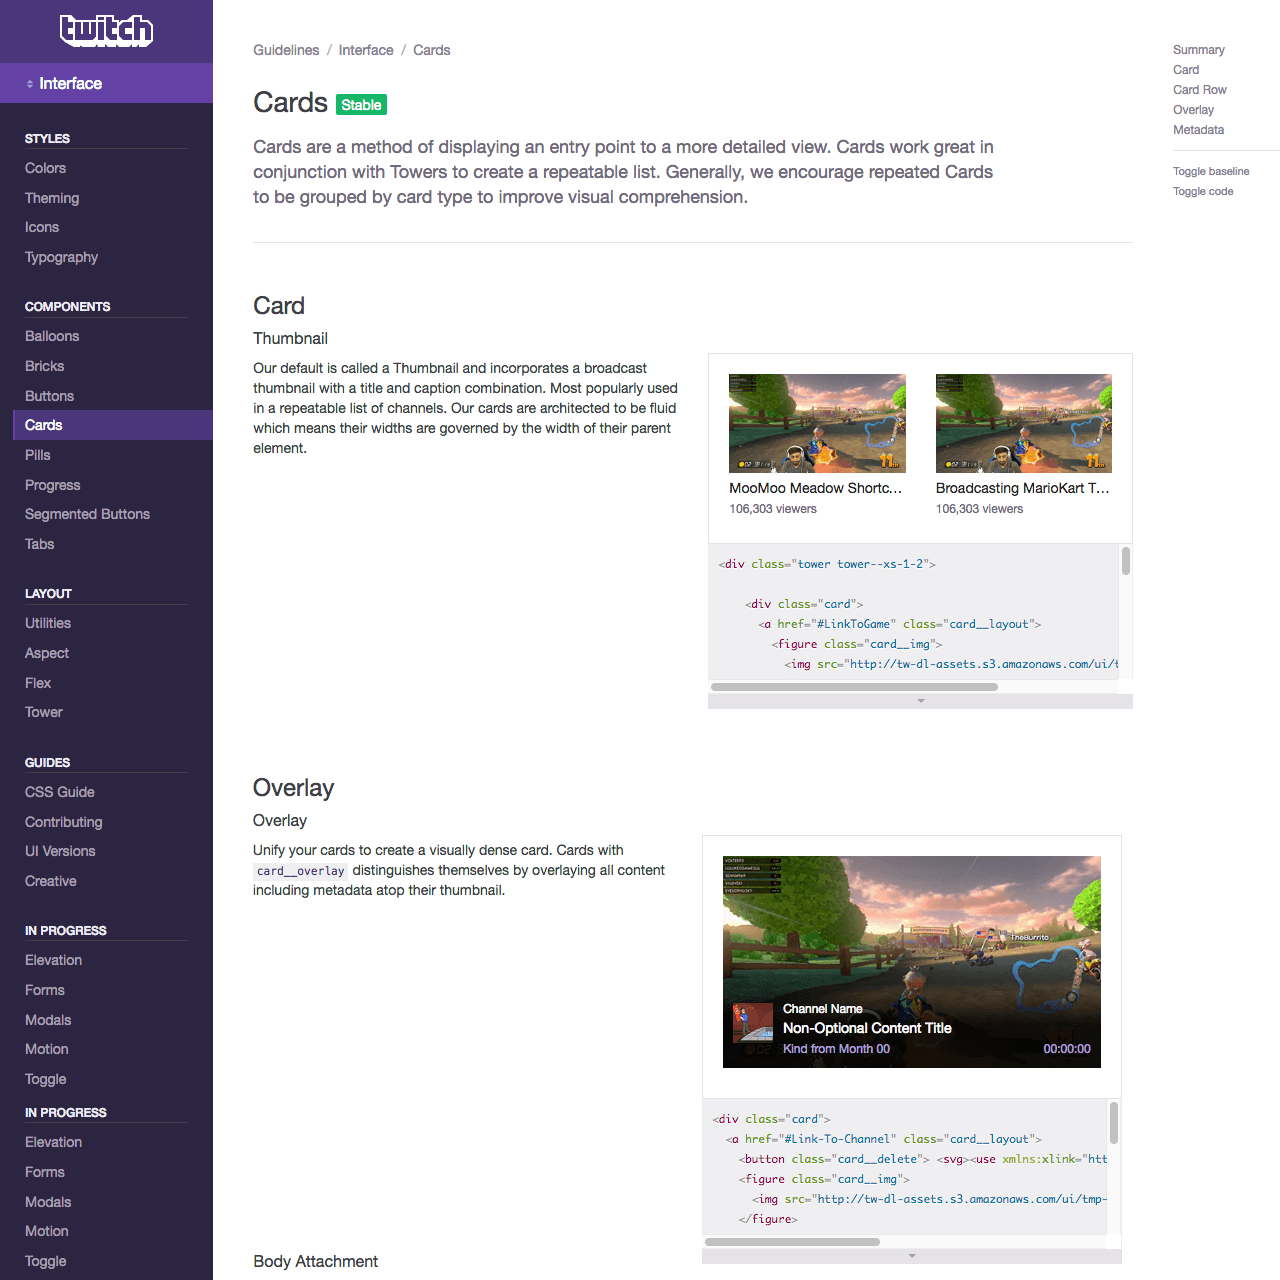 twitch
Interface
STYLES
Colors
Theming
Icons
Typography
COMPONENTS
Balloons
Bricks
Buttons
Cards
Pills
Progress
Segmented Buttons
Tabs
LAYOUT
Utilities
Aspect
Flex
Tower
GUIDES
CSS Guide
Contributing
UI Versions
Creative
IN PROGRESS
Elevation
Forms
Modals
Motion
Toggle
IN PROGRESS
Elevation
Forms
Modals
Motion
Toggle
Guidelines / Interface / Cards
Cards Stable
Cards are a method of displaying an entry point to a more detailed view. Cards work great in
conjunction with Towers to create a repeatable list. Generally, we encourage repeated Cards
to be grouped by card type to improve visual comprehension.
Card
Thumbnail
Our default is called a Thumbnail and incorporates a broadcast
thumbnail with a title and caption combination. Most popularly used
in a repeatable list of channels. Our cards are architected to be fluid
which means their widths are governed by the width of their parent
element.
MooMoo Meadow Shortc...
106,303 viewers
Broadcasting MarioKart T...
106,303 viewers
<div class="tower tower--xs-1-2">
<div class="card">
<a href="#LinkToGame" class="card__layout">
<figure class="card__img">
<img src="http://tw-dl-assets.s3.amazonaws.com/ui/t
Overlay
Overlay
Unify your cards to create a visually dense card. Cards with
card__overlay distinguishes themselves by overlaying all content
including metadata atop their thumbnail.
TheBurrito
Channel Name
Non-Optional Content Title
Kind from Month 00
00:00:00
<div class="card">
<a href="#Link-To-Channel" class="card__layout">
<button class="card__delete"> <svg><use xmlns:xlink="htt
<figure class="card__img">
<img src="http://tw-dl-assets.s3.amazonaws.com/ui/tmp-
</figure>
Body Attachment
Summary
Card
Card Row
Overlay
Metadata
Toggle baseline
Toggle code